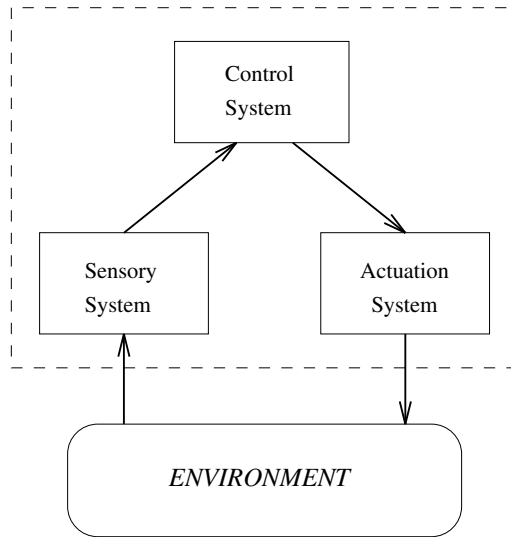 Control
System
Sensory
System
Actuation
System
ENVIRONMENT